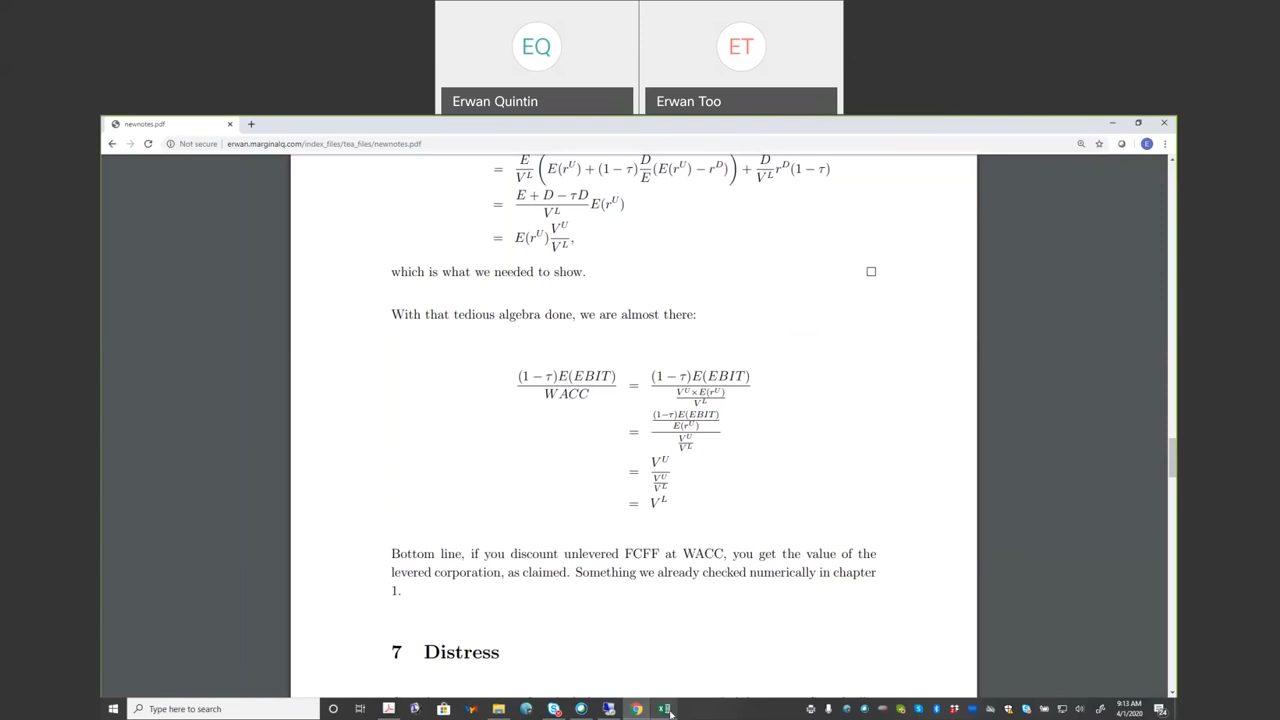 EQ
ET
Erwan Quintin
Erwan Too
newnotes.pdf
Not secure | erwan.marginalq.org/index_files/tea_files/newnotes.pdf
= E/V^L ( E(r^U) + (1 − τ) D/E (E(r^U) − r^D) ) + D/V^L r^D(1 − τ)
= (E + D − τD)/V^L E(r^U)
= E(r^U) V^U/V^L,
which is what we needed to show. □
With that tedious algebra done, we are almost there:
(1 − τ)E(EBIT)/WACC = (1 − τ)E(EBIT)/(V^U × E(r^U)/V^L)
= ((1−τ)E(EBIT)/E(r^U))/(V^U/V^L)
= V^U/(V^U/V^L)
= V^L
Bottom line, if you discount unlevered FCFF at WACC, you get the value of the
levered corporation, as claimed. Something we already checked numerically in chapter
1.
7 Distress
Type here to search
9:13 AM
4/1/2020